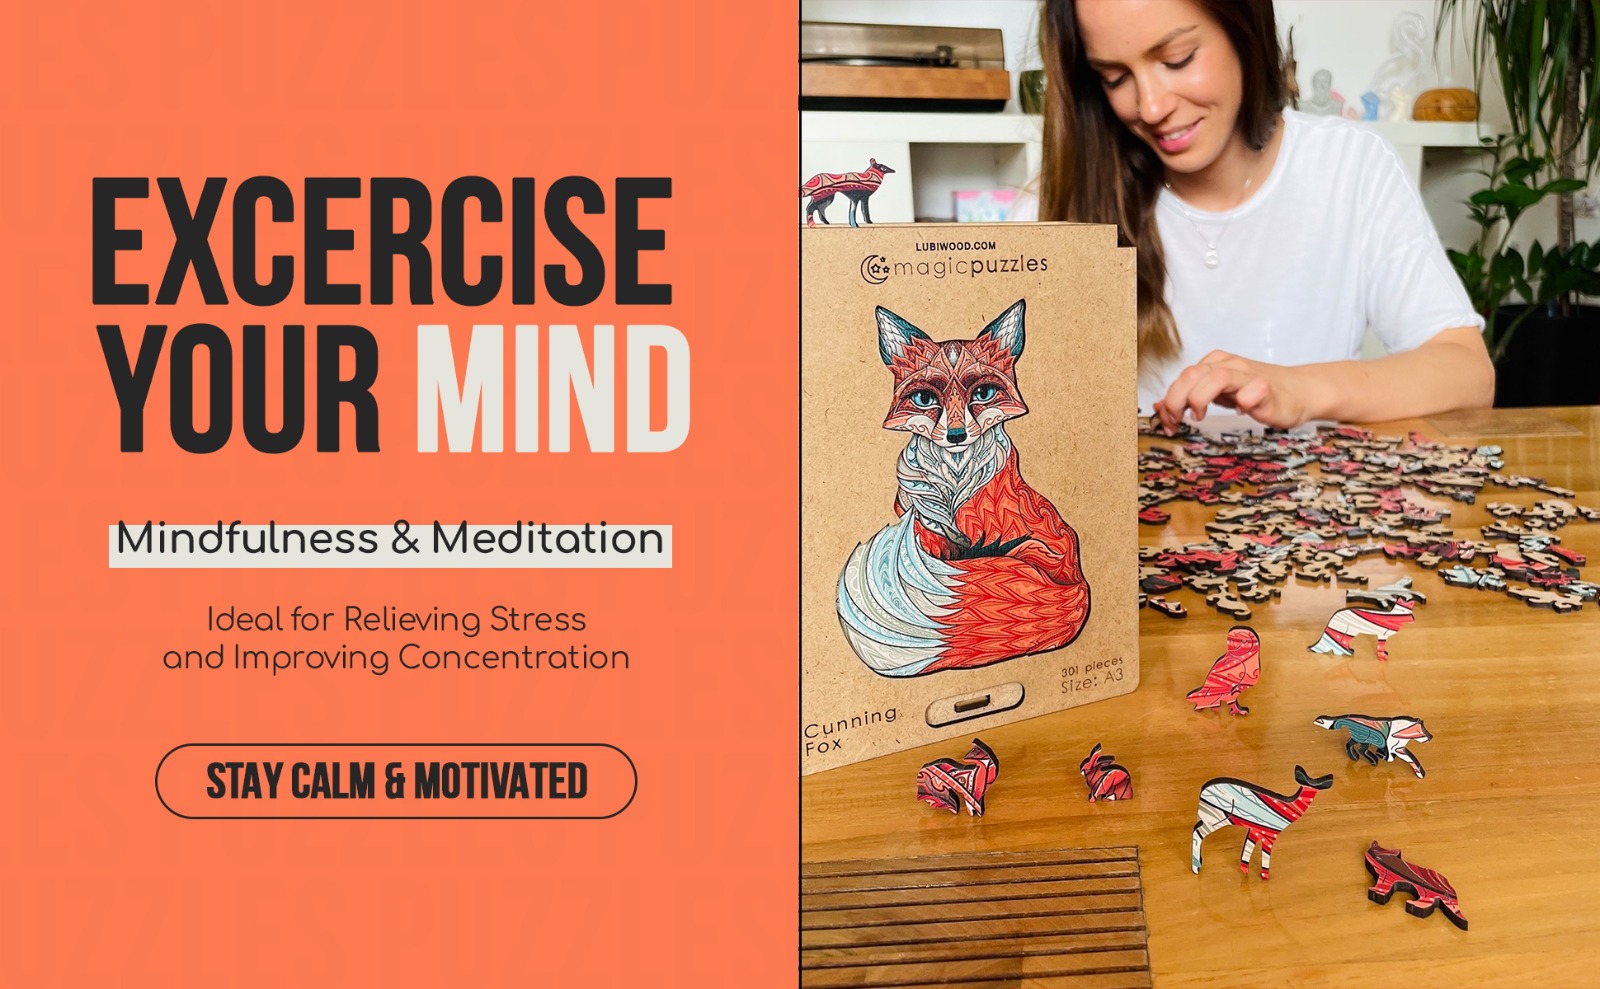 EXCERCISE
YOUR MIND
Mindfulness & Meditation
Ideal for Relieving Stress
and Improving Concentration
STAY CALM & MOTIVATED
LUBIWOOD.COM
magicpuzzles
301 pieces
Size: A3
Cunning
Fox